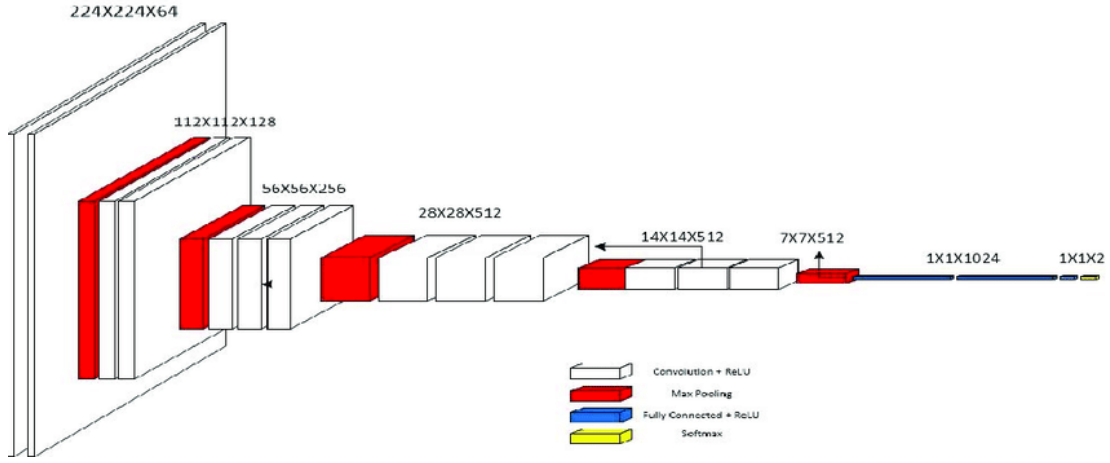 224X224X64
112X112X128
56X56X256
28X28X512
14X14X512
7X7X512
1X1X1024
1X1X2
Convolution + ReLU
Max Pooling
Fully Connected + ReLU
Softmax